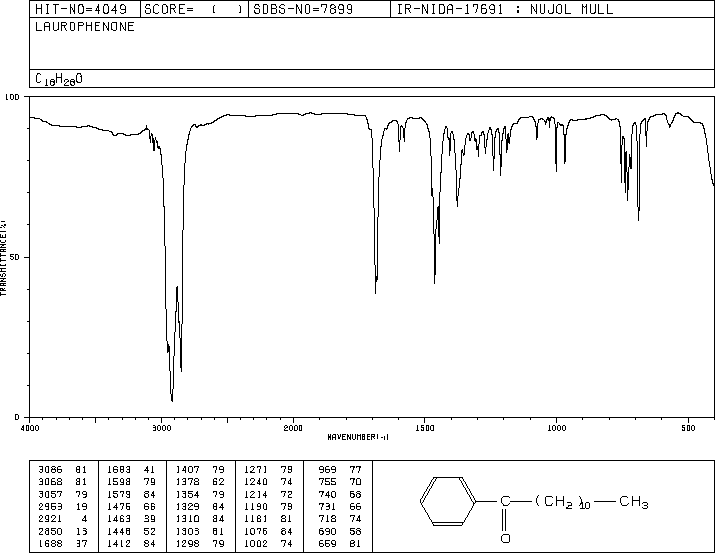 HIT-NO=4049 SCORE= ( ) SDBS-NO=7899 IR-NIDA-17691 : NUJOL MULL
LAUROPHENONE
C18H28O
100
50
0
TRANSMITTANCE(%)
4000 3000 2000 1500 1000 500
WAVENUMBER(-1)
3086 81 1683 41 1407 79 1271 79 969 77
3068 81 1598 79 1378 62 1240 74 755 70
3057 79 1579 84 1354 79 1214 72 740 68
2953 19 1476 66 1329 84 1190 79 731 66
2921 4 1463 39 1310 84 1181 81 718 74
2850 13 1448 52 1303 81 1076 84 690 58
1688 37 1412 84 1298 79 1002 74 659 81
C (CH2)10 CH3
O